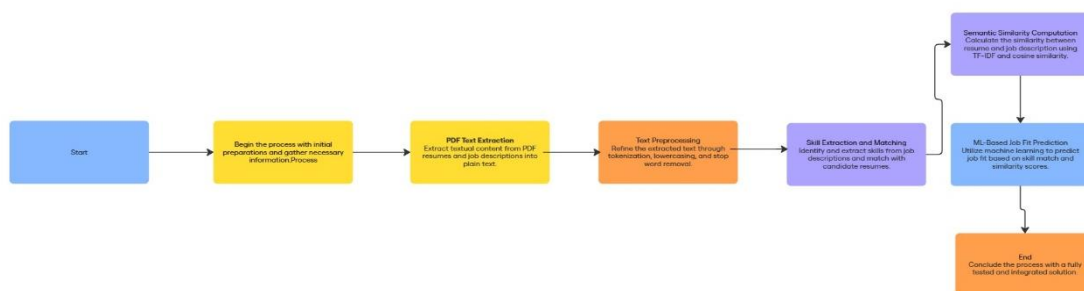 Start
Begin the process with initial
preparations and gather necessary
information.Process
PDF Text Extraction
Extract textual content from PDF
resumes and job descriptions into
plain text.
Text Preprocessing
Refine the extracted text through
tokenization, lowercasing, and stop
word removal.
Skill Extraction and Matching
Identify and extract skills from job
descriptions and match with
candidate resumes.
Semantic Similarity Computation
Calculate the similarity between
resume and job description using
TF-IDF and cosine similarity.
ML-Based Job Fit Prediction
Utilize machine learning to predict
job fit based on skill match and
similarity scores.
End
Conclude the process with a fully
tested and integrated solution